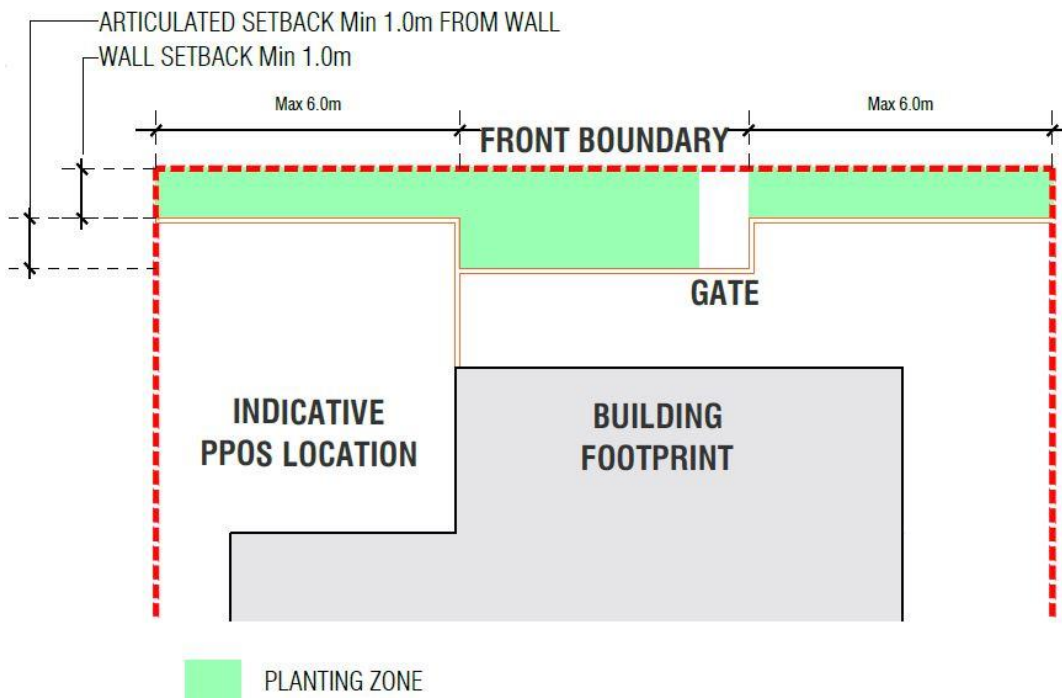 ARTICULATED SETBACK Min 1.0m FROM WALL
WALL SETBACK Min 1.0m
Max 6.0m
Max 6.0m
FRONT BOUNDARY
GATE
INDICATIVE
PPOS LOCATION
BUILDING
FOOTPRINT
PLANTING ZONE